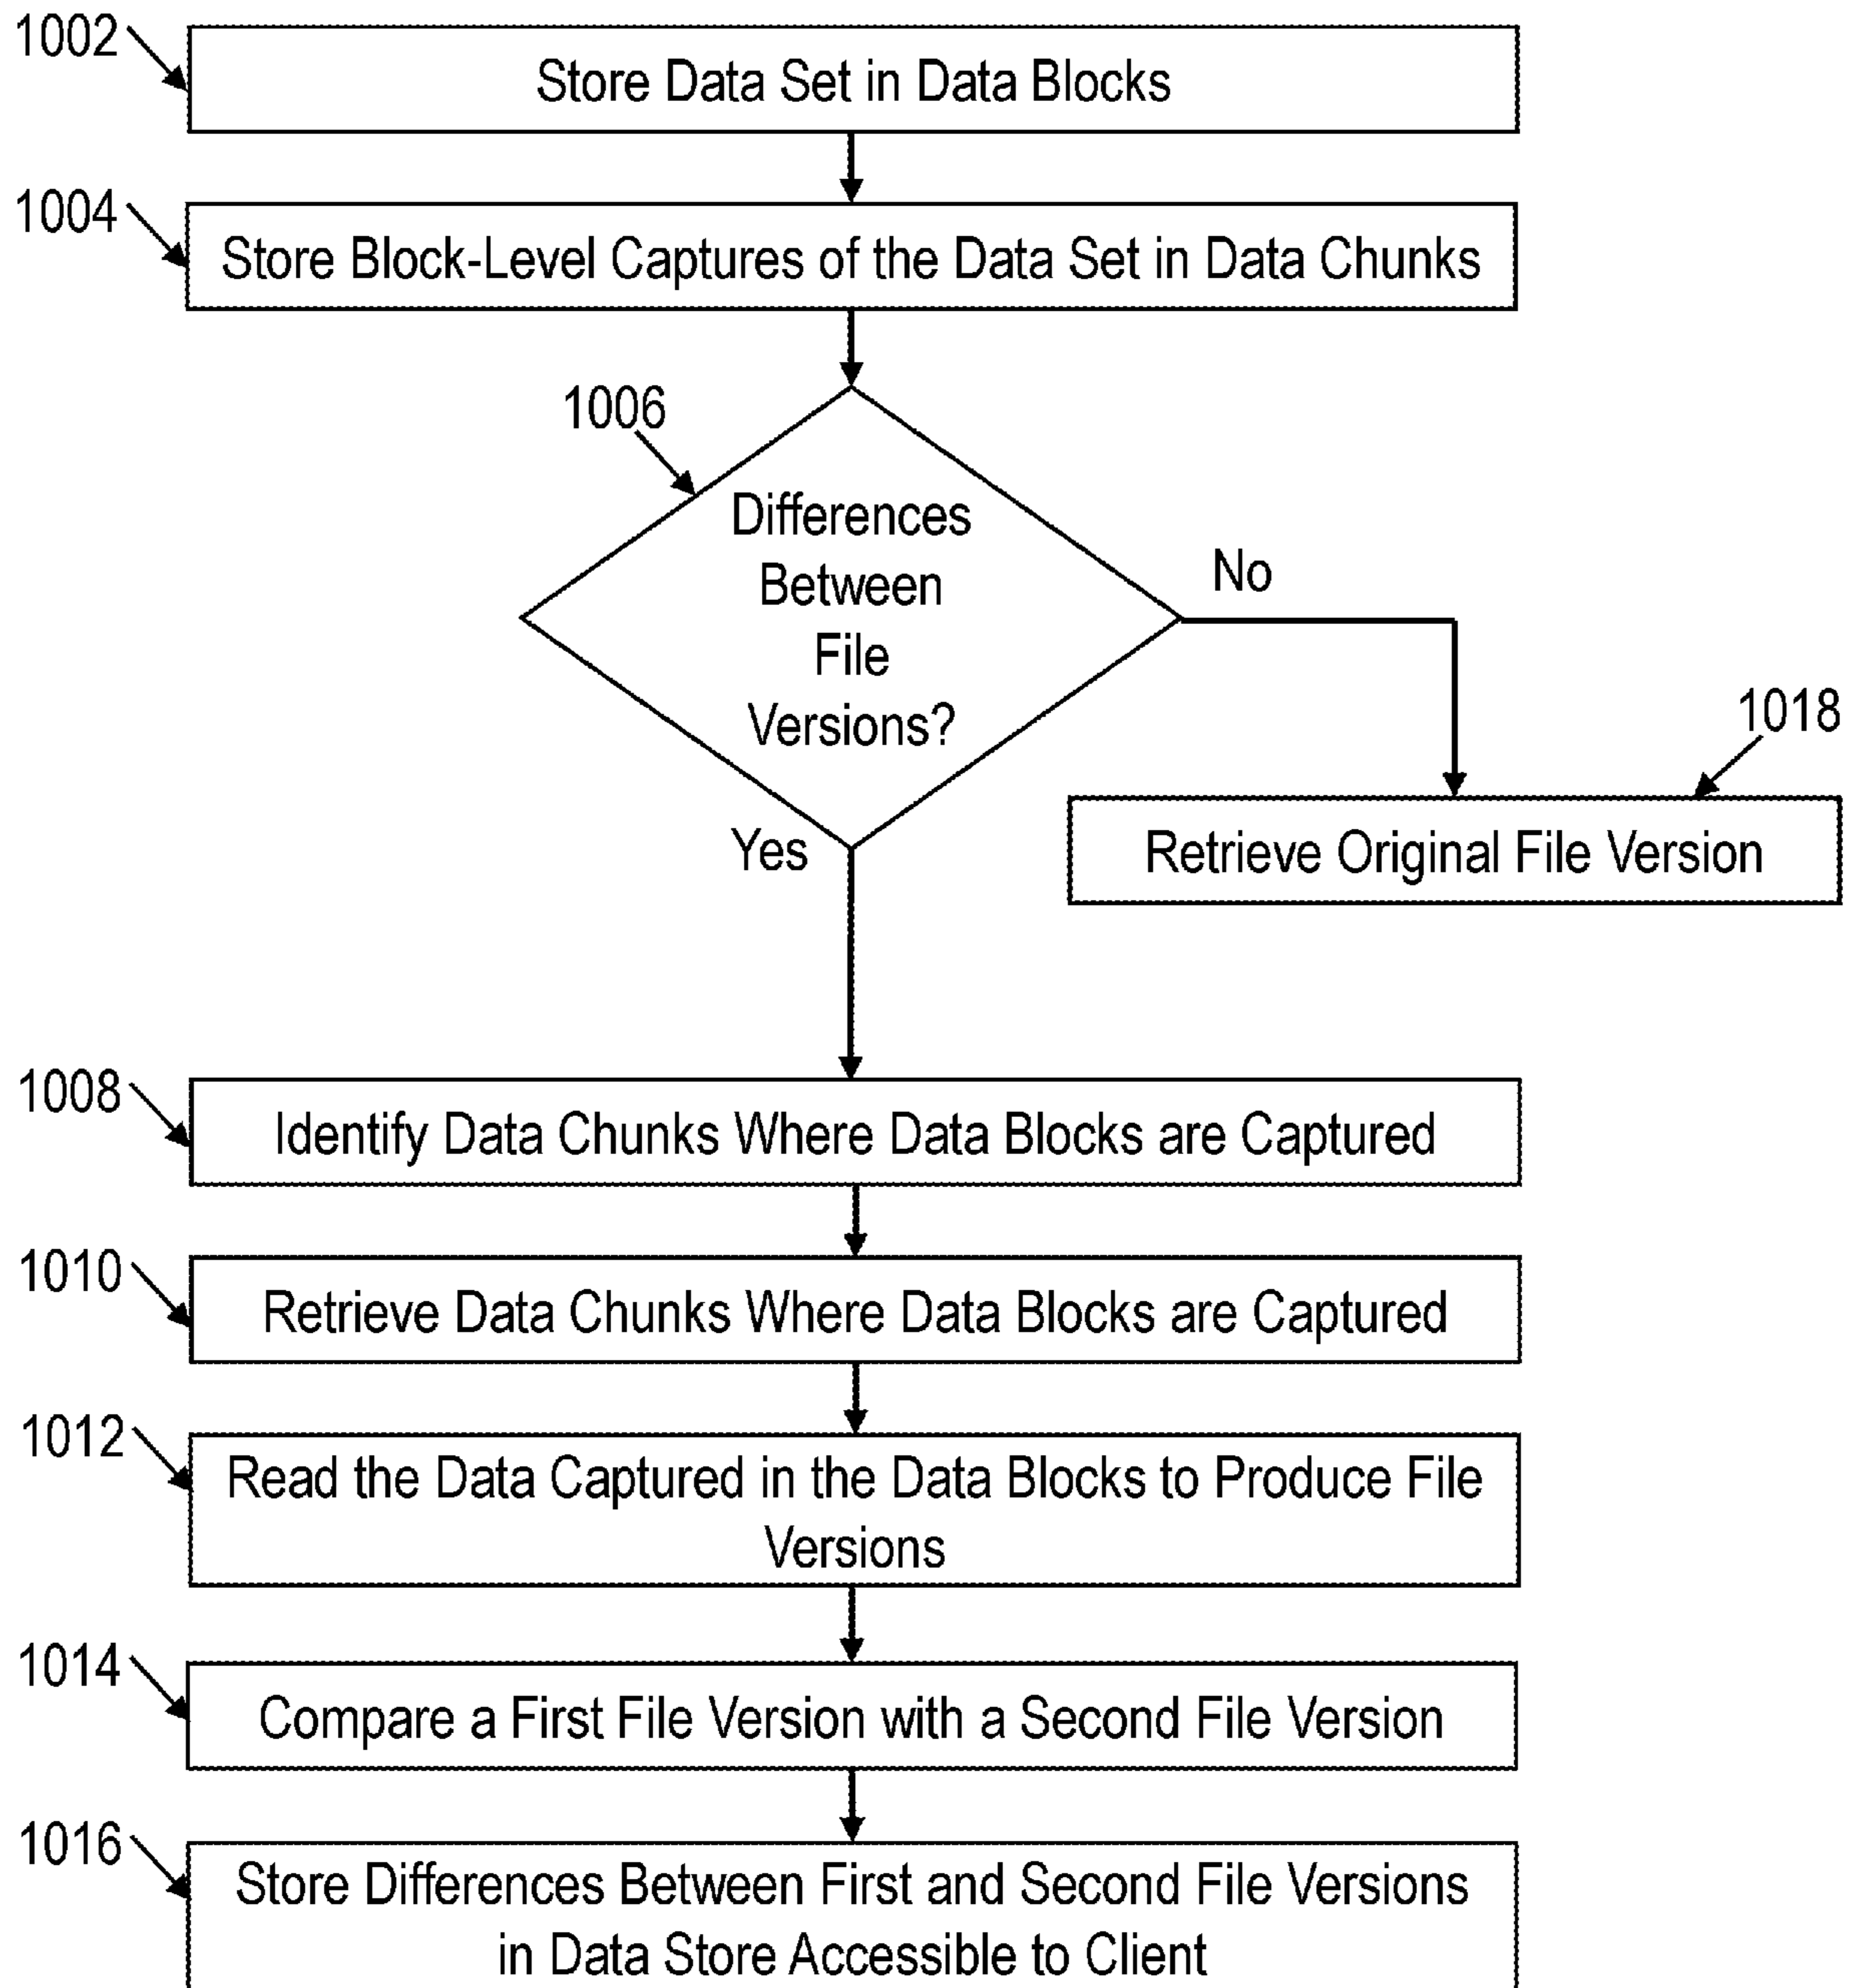 1002
Store Data Set in Data Blocks
1004
Store Block-Level Captures of the Data Set in Data Chunks
1006
Differences
Between
File
Versions?
No
1018
Retrieve Original File Version
Yes
1008
Identify Data Chunks Where Data Blocks are Captured
1010
Retrieve Data Chunks Where Data Blocks are Captured
1012
Read the Data Captured in the Data Blocks to Produce File
Versions
1014
Compare a First File Version with a Second File Version
1016
Store Differences Between First and Second File Versions
in Data Store Accessible to Client